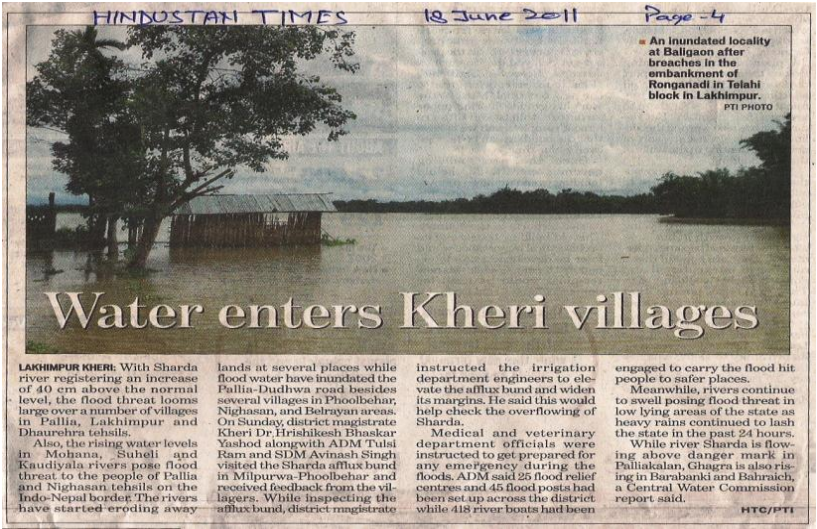 HINDUSTAN TIMES 18 June 2011 Page-4
An inundated locality
at Baligaon after
breaches in the
embankment of
Ronganadi in Telahi
block in Lakhimpur.
PTI PHOTO
Water enters Kheri villages
LAKHIMPUR KHERI: With Sharda
river registering an increase
of 40 cm above the normal
level, the flood threat looms
large over a number of villages
in Pallia, Lakhimpur and
Dhaurehra tehsils.
Also, the rising water levels
in Mohana, Suheli and
Kaudiyala rivers pose flood
threat to the people of Pallia
and Nighasan tehsils on the
Indo-Nepal border. The rivers
have started eroding away
lands at several places while
flood water have inundated the
Pallia-Dudhwa road besides
several villages in Phoolbehar,
Nighasan, and Belrayan areas.
On Sunday, district magistrate
Kheri Dr. Hrishikesh Bhaskar
Yashod alongwith ADM Tulsi
Ram and SDM Avinash Singh
visited the Sharda afflux bund
in Milpurwa-Phoolbehar and
received feedback from the vil-
lagers. While inspecting the
afflux bund, district magistrate
instructed the irrigation
department engineers to ele-
vate the afflux bund and widen
its margins. He said this would
help check the overflowing of
Sharda.
Medical and veterinary
department officials were
instructed to get prepared for
any emergency during the
floods. ADM said 25 flood relief
centres and 45 flood posts had
been set up across the district
while 418 river boats had been
engaged to carry the flood hit
people to safer places.
Meanwhile, rivers continue
to swell posing flood threat in
low lying areas of the state as
heavy rains continued to lash
the state in the past 24 hours.
While river Sharda is flow-
ing above danger mark in
Palliakalan, Ghagra is also ris-
ing in Barabanki and Bahraich,
a Central Water Commission
report said.
HTC/PTI